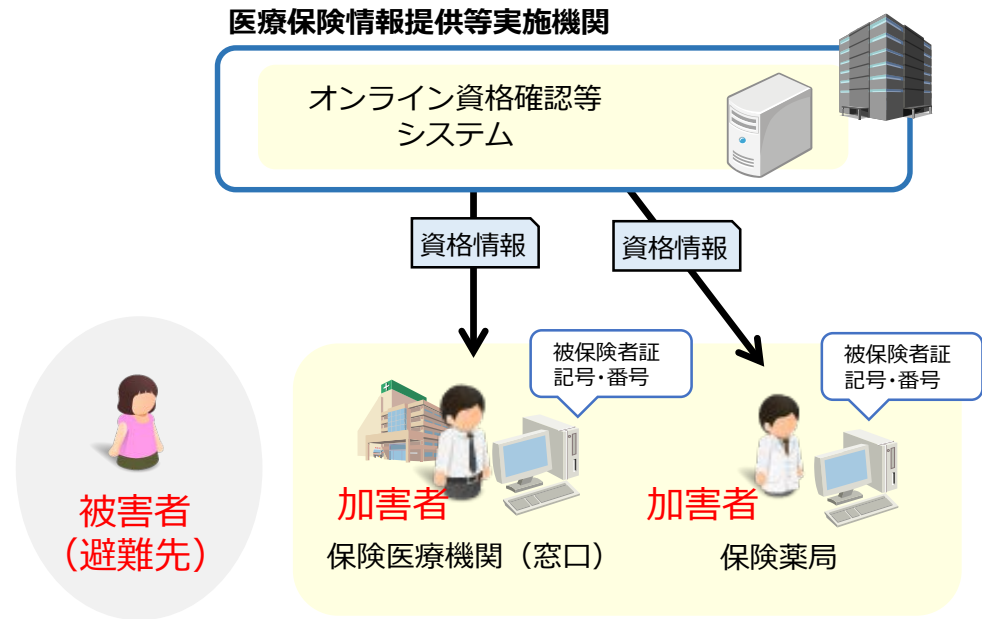 医療保険情報提供等実施機関
オンライン資格確認等
システム
資格情報
資格情報
被保険者証
記号・番号
被保険者証
記号・番号
被害者
（避難先）
加害者
保険医療機関（窓口）
加害者
保険薬局